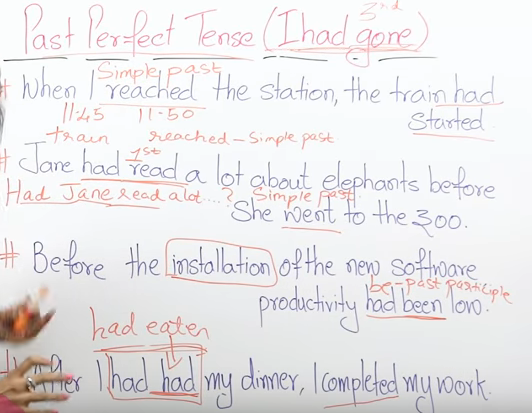 3rd
Past Perfect Tense (I had gone)
Simple past
# When I reached the station, the train had
11.45 11-50 Started
train reached - Simple past
1st
# Jane had read a lot about elephants before
Had Jane read a lot....? Simple past
She went to the zoo.
# Before the installation of the new software
be - past participle
productivity had been low.
had eaten
After I had had my dinner, I completed my work.